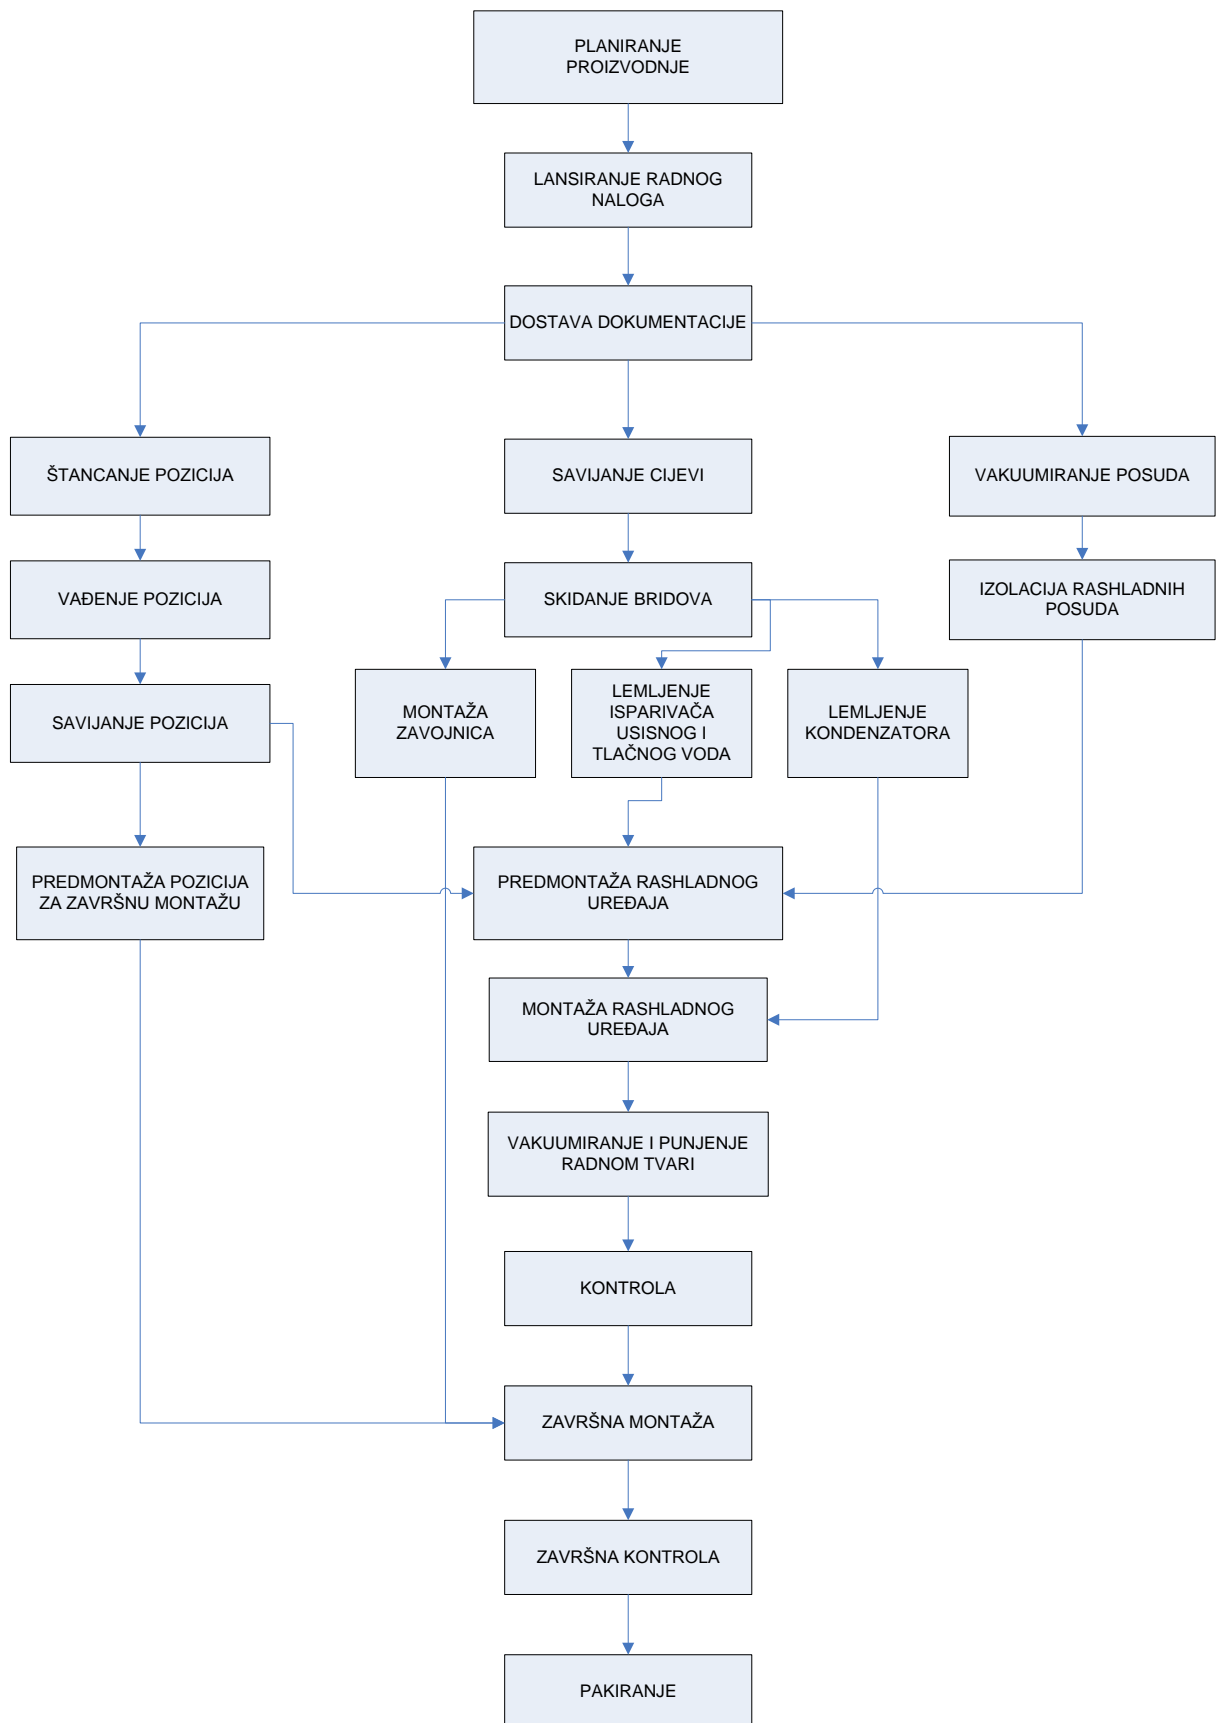 PLANIRANJE
PROIZVODNJE
LANSIRANJE RADNOG
NALOGA
DOSTAVA DOKUMENTACIJE
ŠTANCANJE POZICIJA
SAVIJANJE CIJEVI
VAKUUMIRANJE POSUDA
VAĐENJE POZICIJA
SKIDANJE BRIDOVA
IZOLACIJA RASHLADNIH
POSUDA
SAVIJANJE POZICIJA
MONTAŽA
ZAVOJNICA
LEMLJENJE
ISPARIVAČA
USISNOG I
TLAČNOG VODA
LEMLJENJE
KONDENZATORA
PREDMONTAŽA POZICIJA
ZA ZAVRŠNU MONTAŽU
PREDMONTAŽA RASHLADNOG
UREĐAJA
MONTAŽA RASHLADNOG
UREĐAJA
VAKUUMIRANJE I PUNJENJE
RADNOM TVARI
KONTROLA
ZAVRŠNA MONTAŽA
ZAVRŠNA KONTROLA
PAKIRANJE